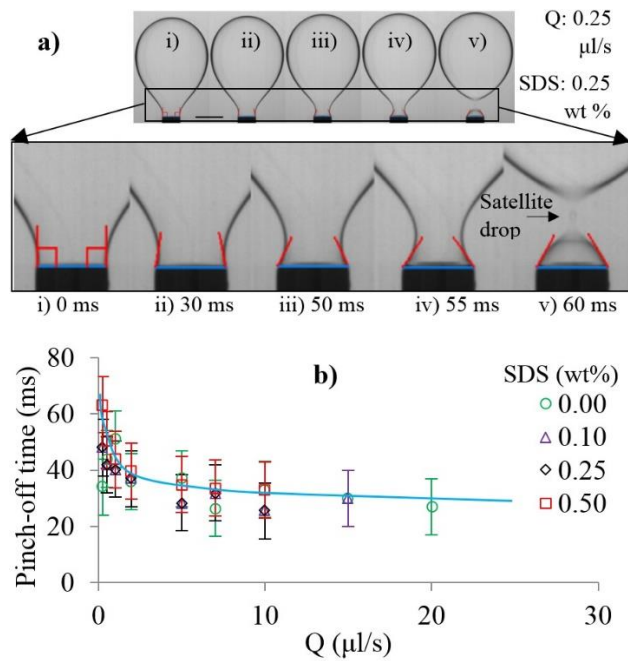 a)
i)
ii)
iii)
iv)
v)
Q: 0.25
μl/s
SDS: 0.25
wt %
Satellite
drop
i) 0 ms
ii) 30 ms
iii) 50 ms
iv) 55 ms
v) 60 ms
b)
SDS (wt%)
0.00
0.10
0.25
0.50
Pinch-off time (ms)
80
60
40
20
0
0
10
20
30
Q (μl/s)